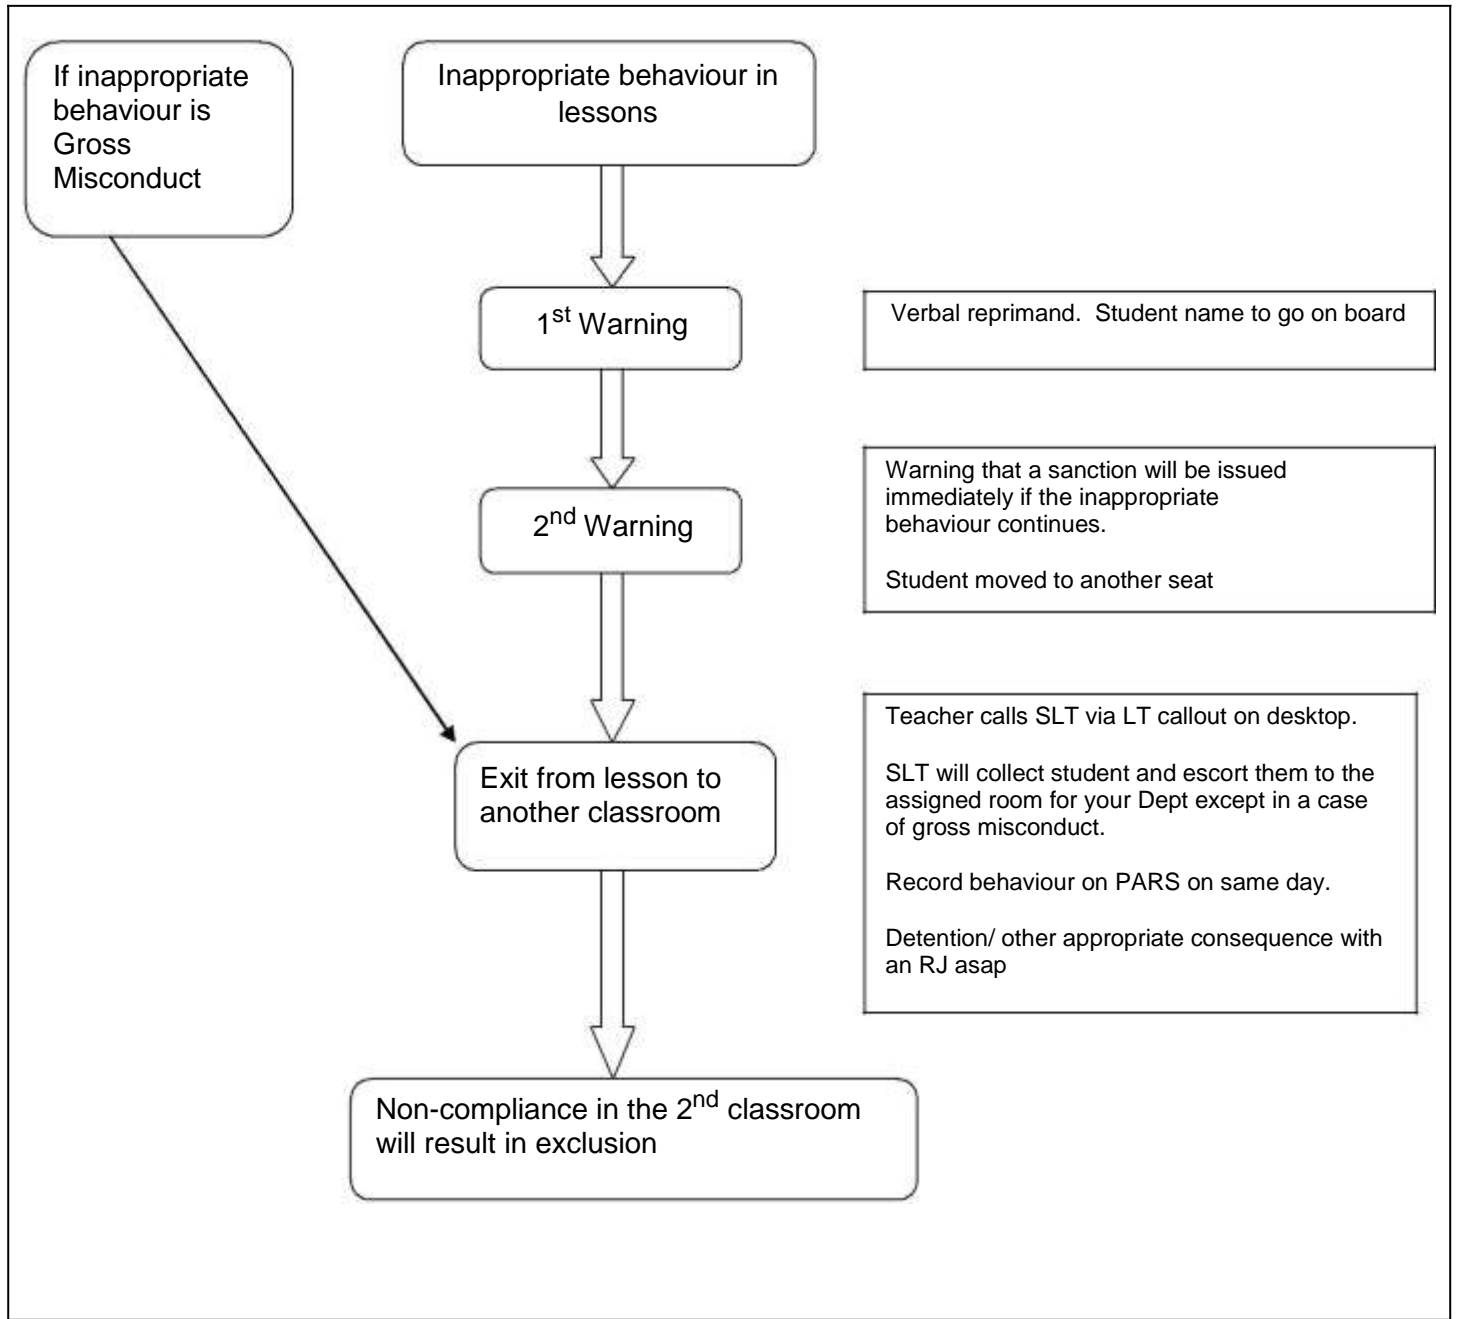 If inappropriate
behaviour is
Gross
Misconduct
Inappropriate behaviour in
lessons
1st Warning
Verbal reprimand.  Student name to go on board
2nd Warning
Warning that a sanction will be issued
immediately if the inappropriate
behaviour continues.
Student moved to another seat
Exit from lesson to
another classroom
Teacher calls SLT via LT callout on desktop.
SLT will collect student and escort them to the
assigned room for your Dept except in a case
of gross misconduct.
Record behaviour on PARS on same day.
Detention/ other appropriate consequence with
an RJ asap
Non-compliance in the 2nd classroom
will result in exclusion